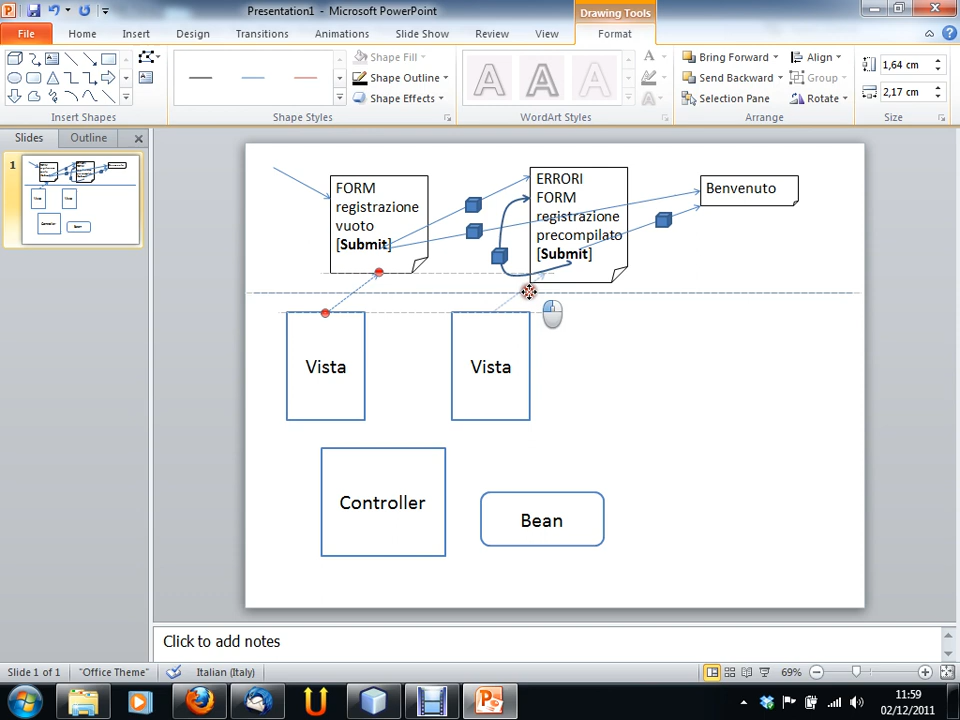 Presentation1 - Microsoft PowerPoint
Drawing Tools
File
Home
Insert
Design
Transitions
Animations
Slide Show
Review
View
Format
Shape Fill
Shape Outline
Shape Effects
Bring Forward
Send Backward
Selection Pane
Align
Group
Rotate
1,64 cm
2,17 cm
Insert Shapes
Shape Styles
WordArt Styles
Arrange
Size
Slides
Outline
1
FORM
registrazione
vuoto
[Submit]
ERRORI
FORM
registrazione
precompilato
[Submit]
Benvenuto
Vista
Vista
Controller
Bean
Click to add notes
Slide 1 of 1
"Office Theme"
Italian (Italy)
69%
11:59
02/12/2011